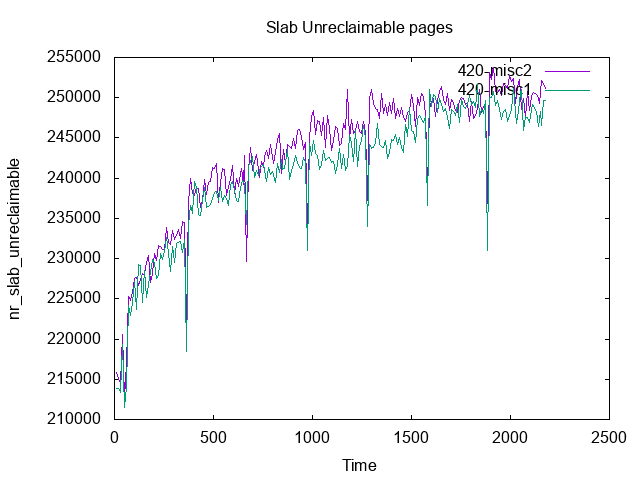 Slab Unreclaimable pages
255000
250000
245000
240000
235000
230000
225000
220000
215000
210000
nr_slab_unreclaimable
420-misc2
420-misc1
0 500 1000 1500 2000 2500
Time